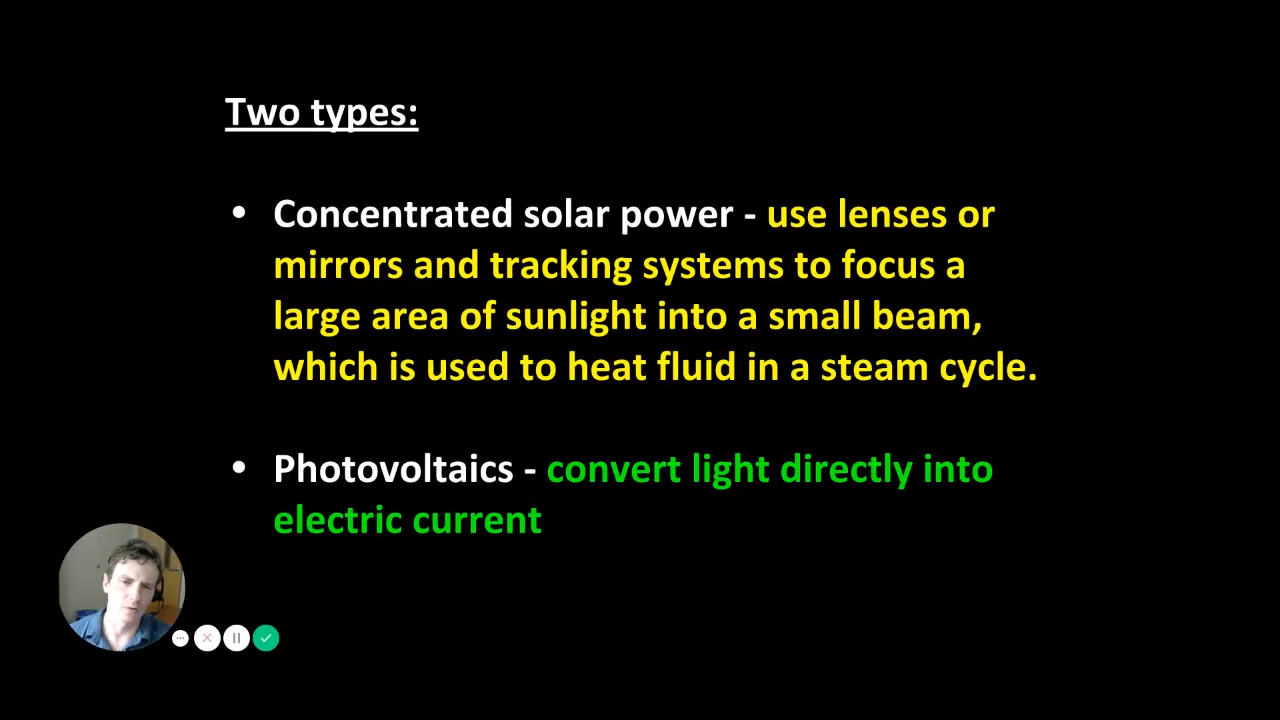 Two types:
• Concentrated solar power - use lenses or
mirrors and tracking systems to focus a
large area of sunlight into a small beam,
which is used to heat fluid in a steam cycle.
• Photovoltaics - convert light directly into
electric current